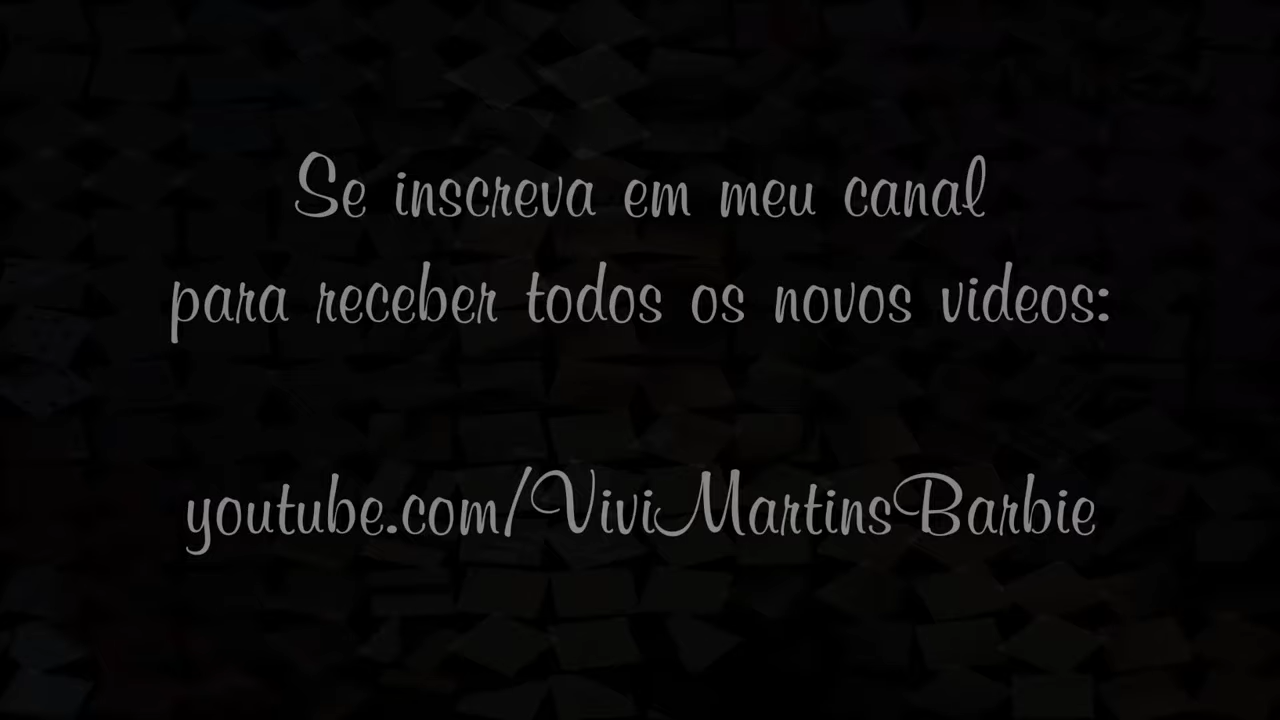 Se inscreva em meu canal
para receber todos os novos videos:
youtube.com/ViviMartinsBarbie